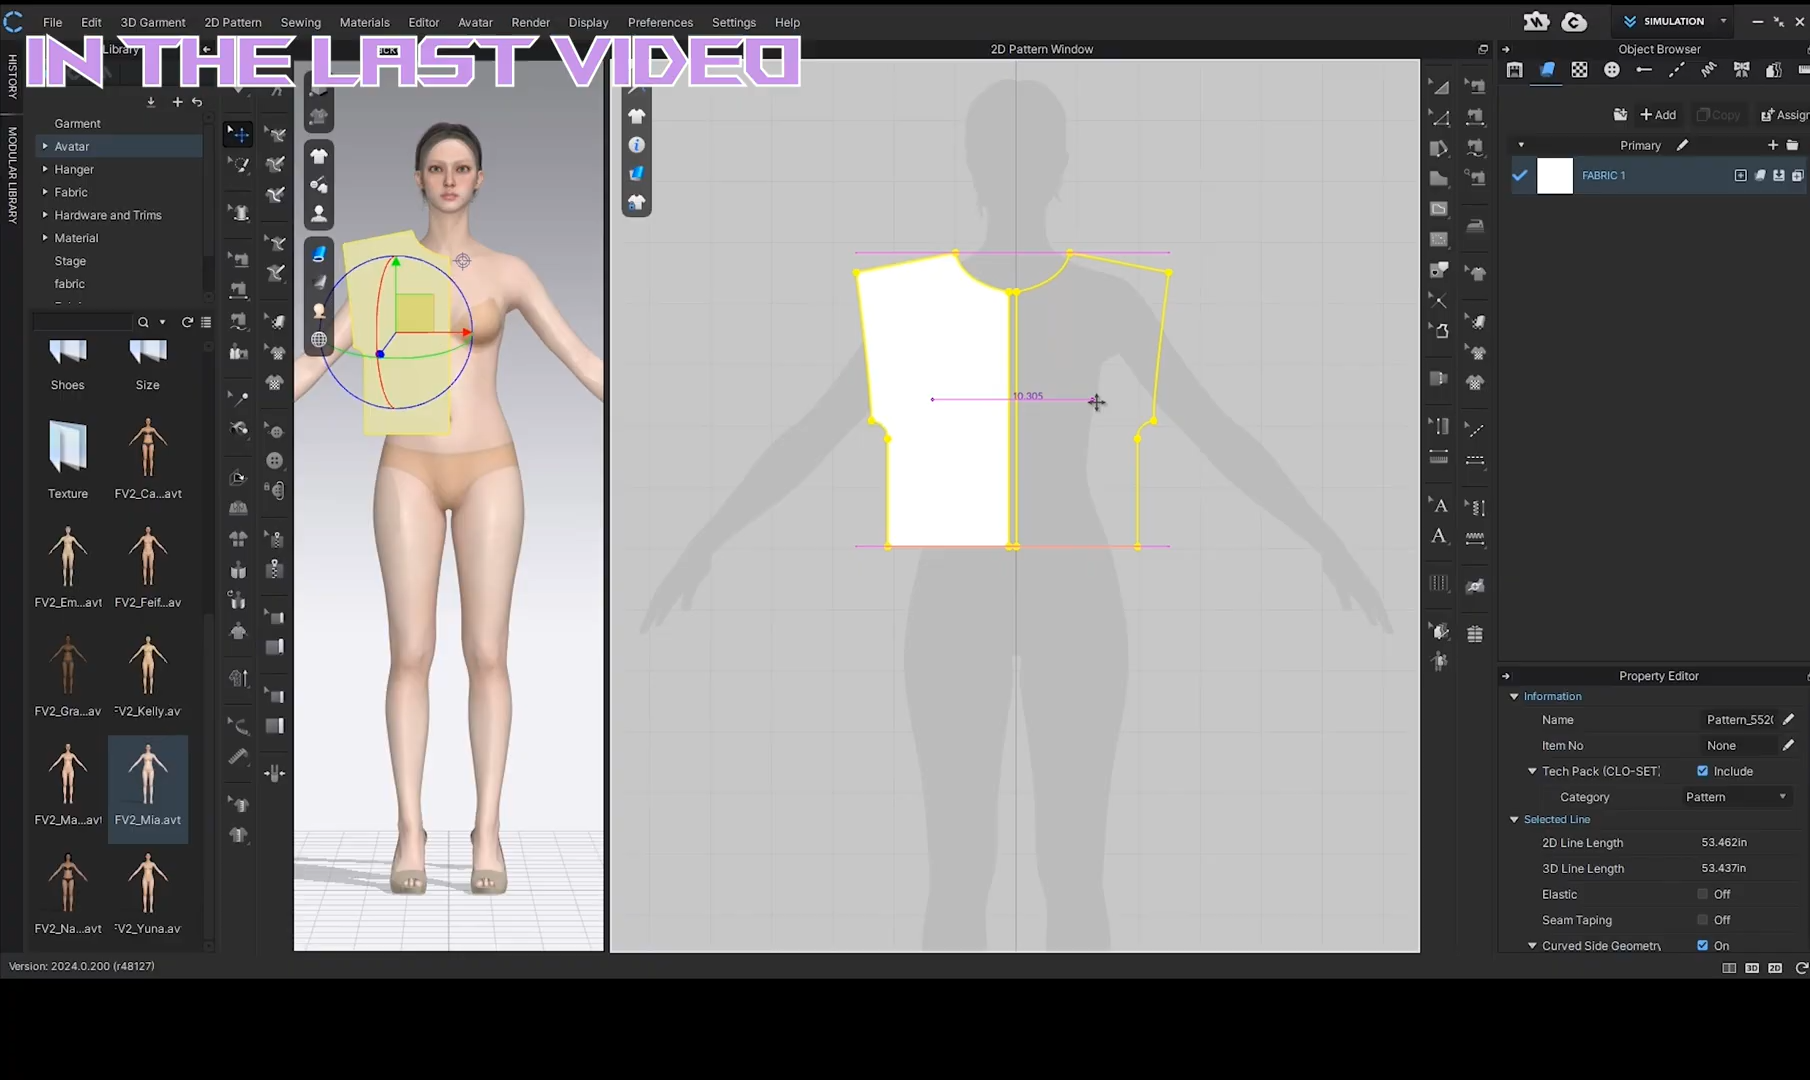 File Edit 3D Garment 2D Pattern Sewing Materials Editor Avatar Render Display Preferences Settings Help
SIMULATION
IN THE LAST VIDEO
Library
2D Pattern Window
Object Browser
HISTORY
MODULAR LIBRARY
Garment
Avatar
Hanger
Fabric
Hardware and Trims
Material
Stage
fabric
Shoes Size
Texture FV2_Ca...avt
FV2_Em...avt FV2_Feif...av
FV2_Gra...av FV2_Kelly.av
FV2_Ma...avt FV2_Mia.avt
FV2_Na...avt FV2_Yuna.av
10.305
A
A
Add Copy Assign
Primary
FABRIC 1
Property Editor
Information
Name Pattern_552(
Item No None
Tech Pack (CLO-SET) Include
Category Pattern
Selected Line
2D Line Length 53.462in
3D Line Length 53.437in
Elastic Off
Seam Taping Off
Curved Side Geometry On
Version: 2024.0.200 (r48127)
3D 2D